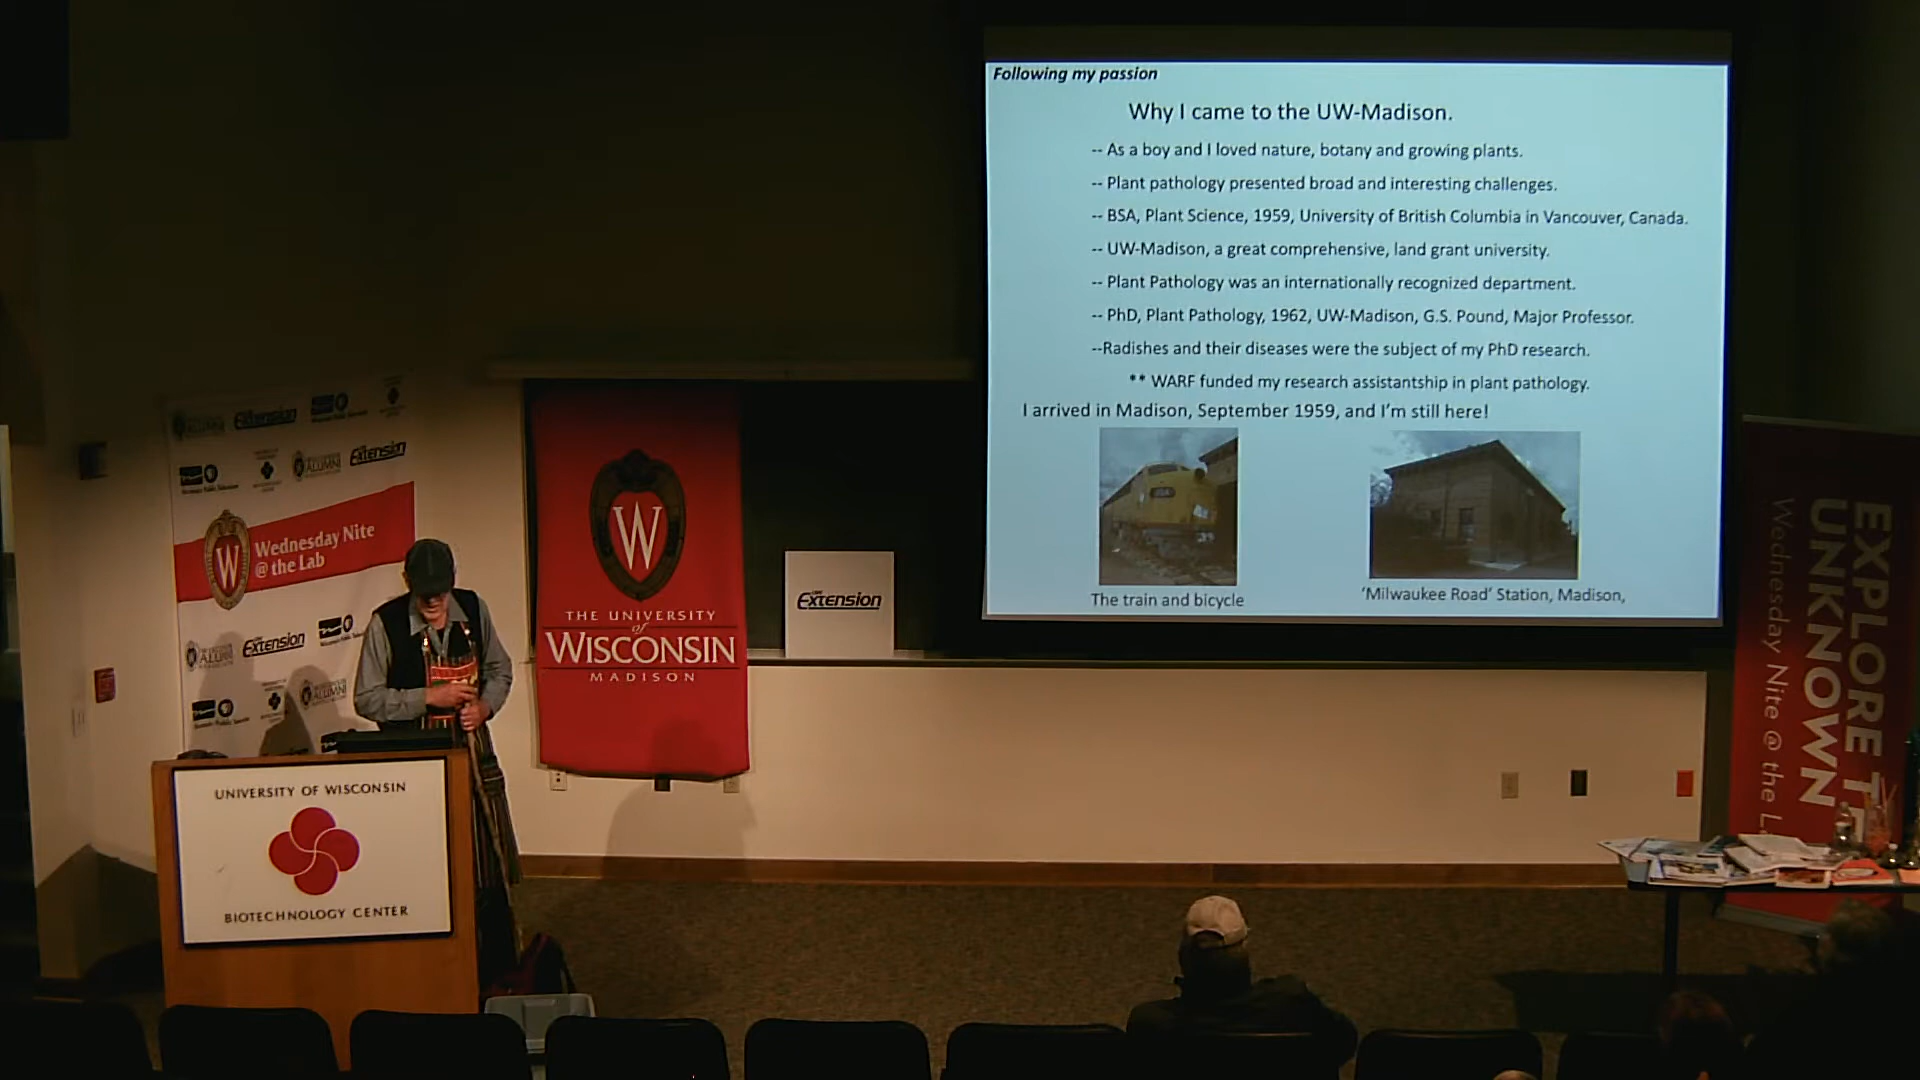 Following my passion
Why I came to the UW-Madison.
-- As a boy and I loved nature, botany and growing plants.
-- Plant pathology presented broad and interesting challenges.
-- BSA, Plant Science, 1959, University of British Columbia in Vancouver, Canada.
-- UW-Madison, a great comprehensive, land grant university.
-- Plant Pathology was an internationally recognized department.
-- PhD, Plant Pathology, 1962, UW-Madison, G.S. Pound, Major Professor.
--Radishes and their diseases were the subject of my PhD research.
** WARF funded my research assistantship in plant pathology.
I arrived in Madison, September 1959, and I'm still here!
The train and bicycle
'Milwaukee Road' Station, Madison,
Extension
Extension
ALUMNI
Extension
W
Wednesday Nite
@ the Lab
Extension
ALUMNI
W
THE UNIVERSITY
of
WISCONSIN
MADISON
Extension
UNIVERSITY OF WISCONSIN
BIOTECHNOLOGY CENTER
EXPLORE
UNKNOWN
Wednesday Nite @ the